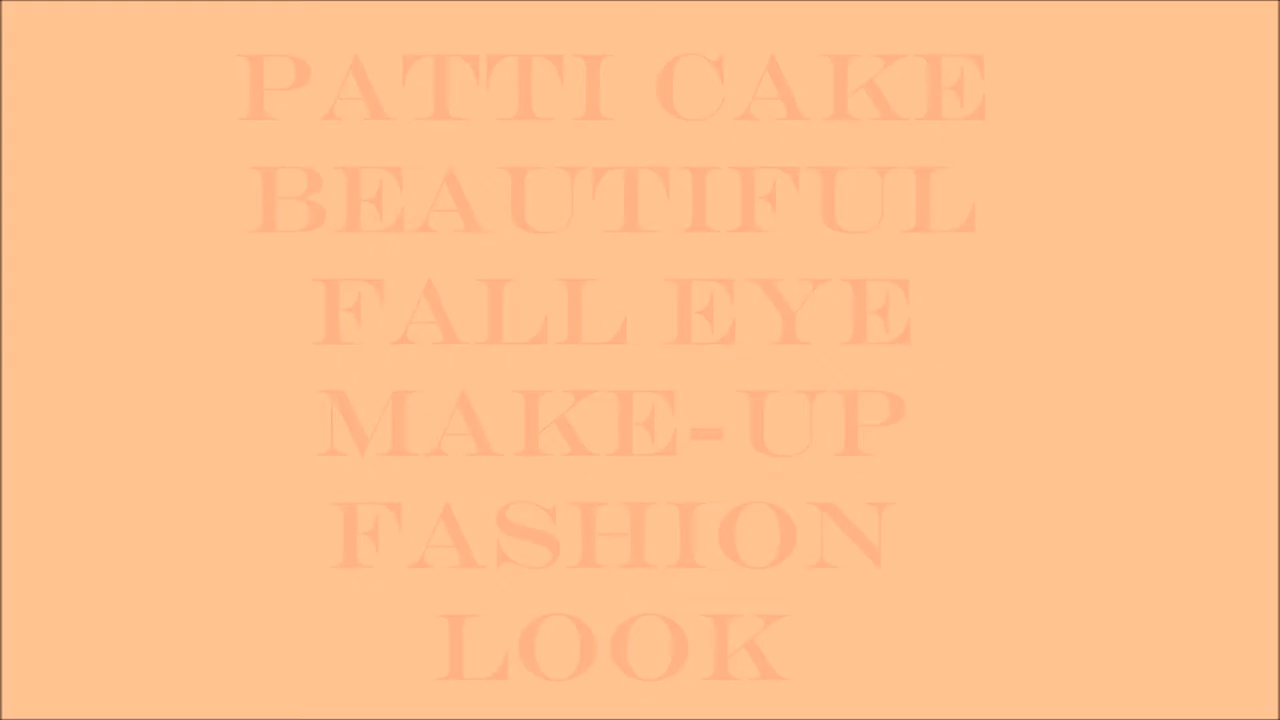 PATTI CAKE
BEAUTIFUL
FALL EYE
MAKE-UP
FASHION
LOOK